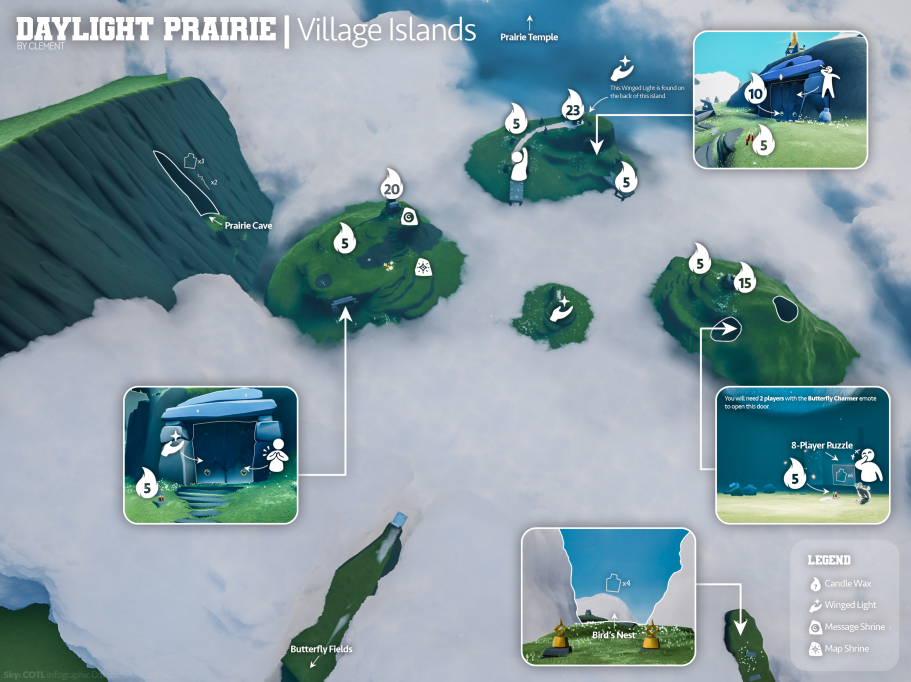 DAYLIGHT PRAIRIE | Village Islands
BY CLEMENT
Prairie Temple
This Winged Light is found on
the back of this island.
5
23
5
10
5
x3
x2
Prairie Cave
20
5
5
15
5
You will need 2 players with the Butterfly Charmer emote
to open this door.
8-Player Puzzle
5
x4
Bird's Nest
Butterfly Fields
LEGEND
Candle Wax
Winged Light
Message Shrine
Map Shrine
Sky: COTL Infographic